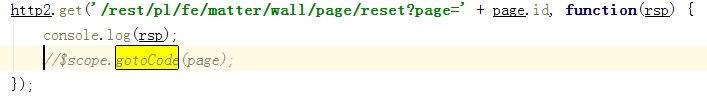 http2.get('/rest/pl/fe/matter/wall/page/reset?page=' + page.id, function(rsp) {
console.log(rsp);
//$scope.gotoCode(page);
});